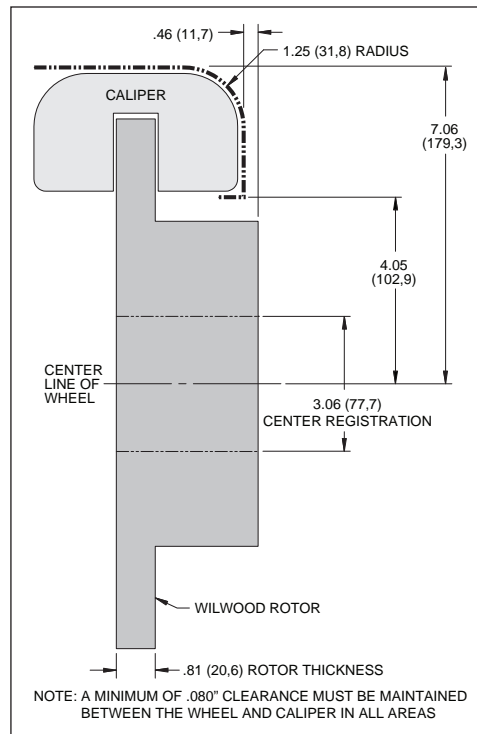 .46 (11,7)
1.25 (31,8) RADIUS
CALIPER
7.06
(179,3)
4.05
(102,9)
CENTER
LINE OF
WHEEL
3.06 (77,7)
CENTER REGISTRATION
WILWOOD ROTOR
.81 (20,6) ROTOR THICKNESS
NOTE: A MINIMUM OF .080" CLEARANCE MUST BE MAINTAINED
BETWEEN THE WHEEL AND CALIPER IN ALL AREAS